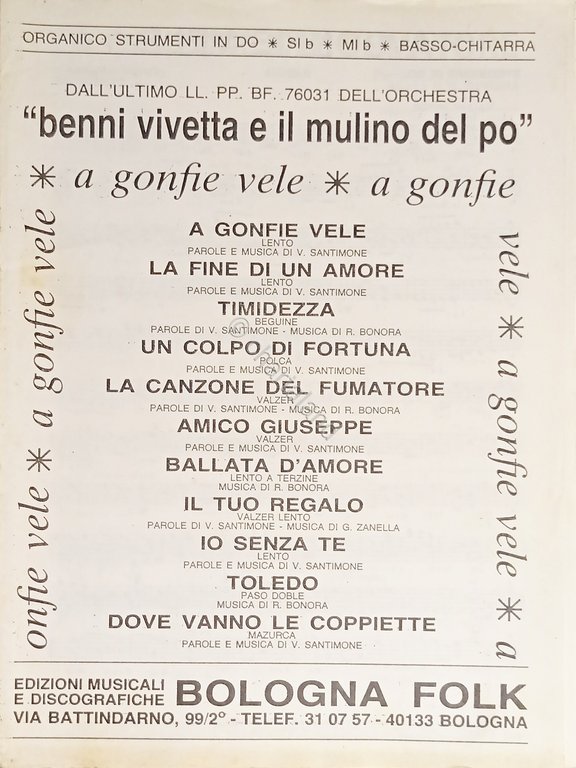 ORGANICO STRUMENTI IN DO ✳ SI b ✳ MI b ✳ BASSO-CHITARRA
DALL'ULTIMO LL. PP. BF. 76031 DELL'ORCHESTRA
"benni vivetta e il mulino del po"
✳ a gonfie vele ✳ a gonfie
vele ✳ a gonfie vele ✳ a
onfie vele ✳ a gonfie vele
A GONFIE VELE
LENTO
PAROLE E MUSICA DI V. SANTIMONE
LA FINE DI UN AMORE
LENTO
PAROLE E MUSICA DI V. SANTIMONE
TIMIDEZZA
BEGUINE
PAROLE DI V. SANTIMONE - MUSICA DI R. BONORA
UN COLPO DI FORTUNA
POLCA
PAROLE E MUSICA DI V. SANTIMONE
LA CANZONE DEL FUMATORE
VALZER
PAROLE DI V. SANTIMONE - MUSICA DI R. BONORA
AMICO GIUSEPPE
VALZER
PAROLE E MUSICA DI V. SANTIMONE
BALLATA D'AMORE
LENTO A TERZINE
MUSICA DI R. BONORA
IL TUO REGALO
VALZER LENTO
PAROLE DI V. SANTIMONE - MUSICA DI G. ZANELLA
IO SENZA TE
LENTO
PAROLE E MUSICA DI V. SANTIMONE
TOLEDO
PASO DOBLE
MUSICA DI R. BONORA
DOVE VANNO LE COPPIETTE
MAZURCA
PAROLE E MUSICA DI V. SANTIMONE
EDIZIONI MUSICALI
E DISCOGRAFICHE
BOLOGNA FOLK
VIA BATTINDARNO, 99/2° - TELEF. 31 07 57 - 40133 BOLOGNA